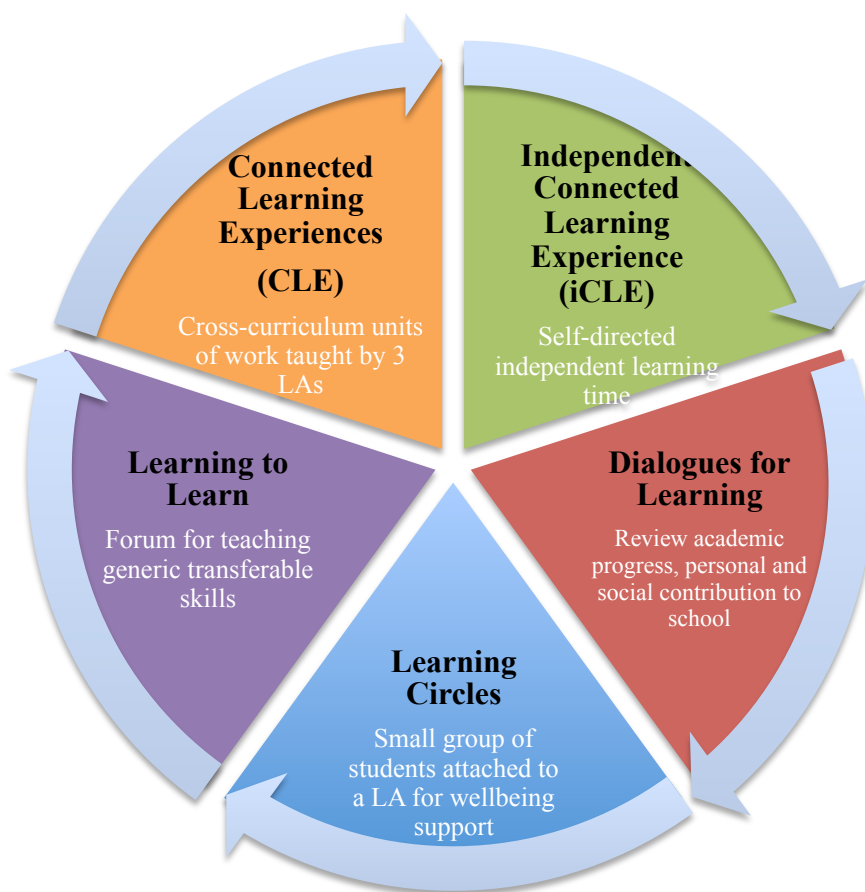 Connected
Learning
Experiences
(CLE)
Cross-curriculum units
of work taught by 3
LAs
Independent
Connected
Learning
Experience
(iCLE)
Self-directed
independent learning
time
Dialogues for
Learning
Review academic
progress, personal and
social contribution to
school
Learning
Circles
Small group of
students attached to
a LA for wellbeing
support
Learning to
Learn
Forum for teaching
generic transferable
skills